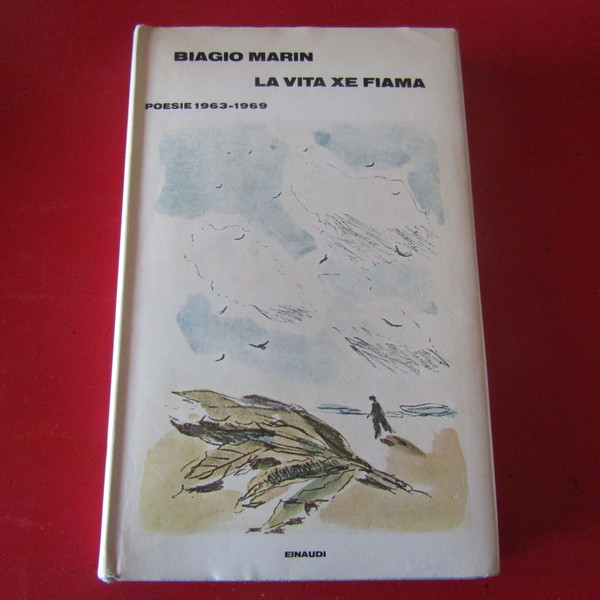 BIAGIO MARIN
LA VITA XE FIAMA
POESIE 1963-1969
EINAUDI